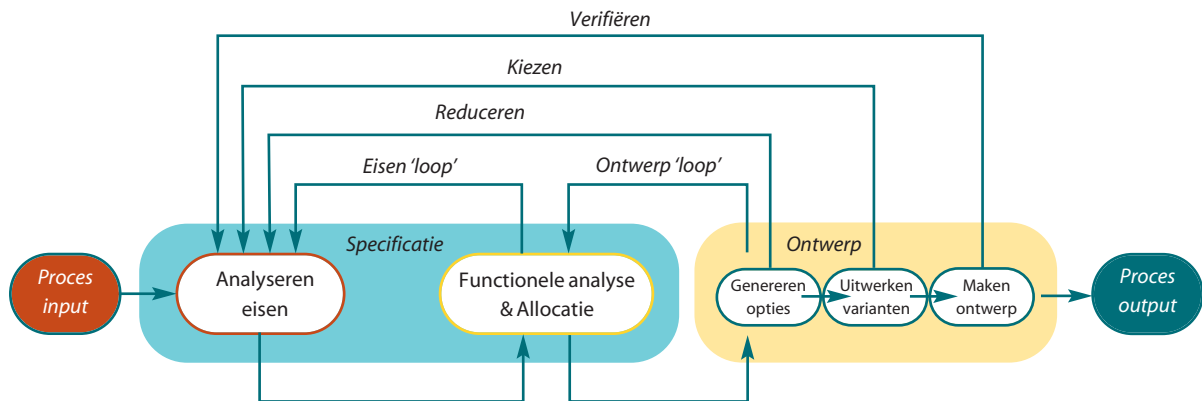 Verifiëren
Kiezen
Reduceren
Eisen ‘loop’
Ontwerp ‘loop’
Specificatie
Ontwerp
Proces
input
Analyseren
eisen
Functionele analyse
& Allocatie
Genereren
opties
Uitwerken
varianten
Maken
ontwerp
Proces
output